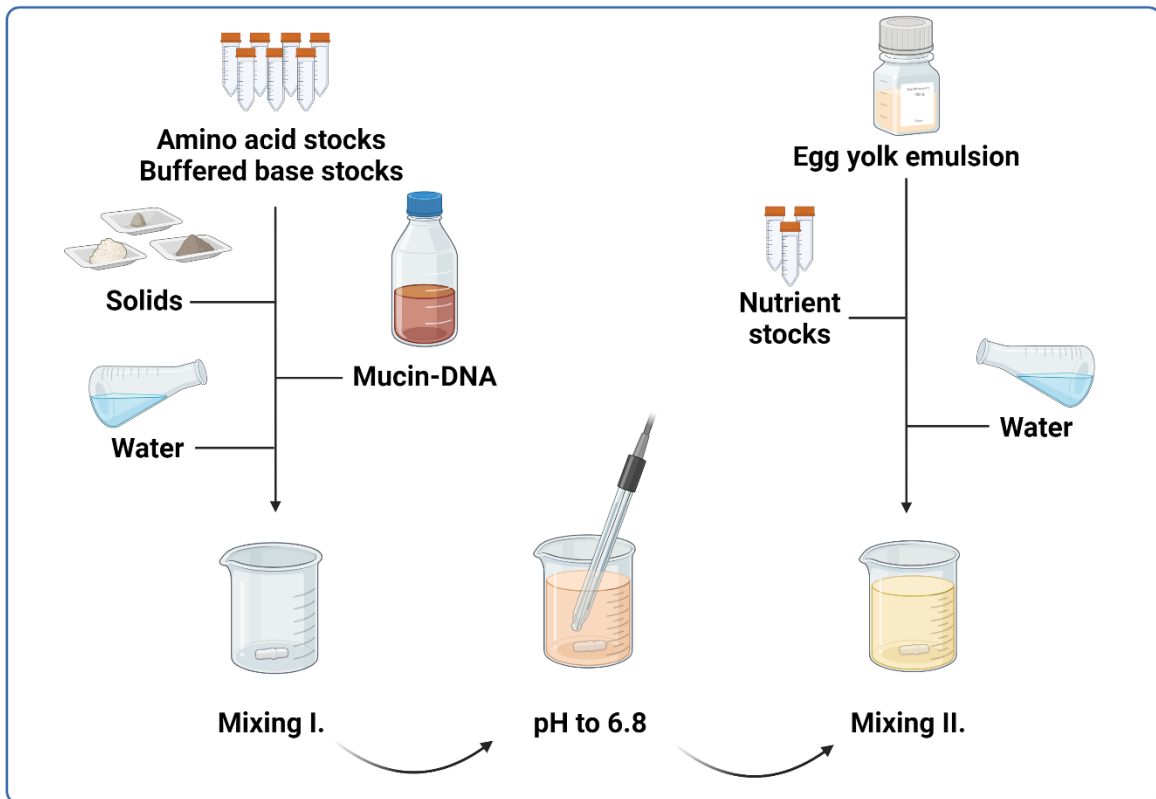 Amino acid stocks
Buffered base stocks
Solids
Mucin-DNA
Water
Mixing I.
pH to 6.8
Egg yolk emulsion
Nutrient
stocks
Water
Mixing II.